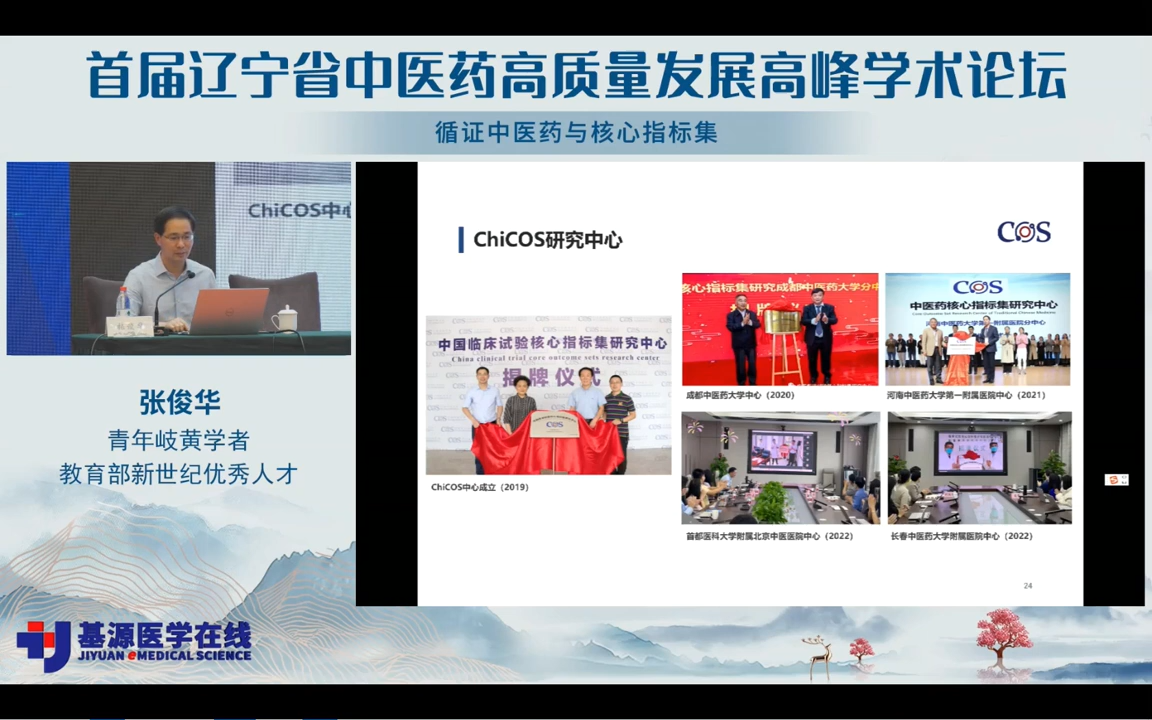 首届辽宁省中医药高质量发展高峰学术论坛
循证中医药与核心指标集
ChiCOS中心
张俊华
青年岐黄学者
教育部新世纪优秀人才
基源医学在线
JIYUAN eMEDICAL SCIENCE
ChiCOS研究中心
COS
中国临床试验核心指标集研究中心
China clinical trial core outcome sets research center
揭牌仪式
COS
ChiCOS中心成立（2019）
核心指标集研究成都中医药大学分中
成都中医药大学中心（2020）
COS
中医药核心指标集研究中心
河南中医药大学第一附属医院中心（2021）
首都医科大学附属北京中医医院中心（2022）
长春中医药大学附属医院中心（2022）
24